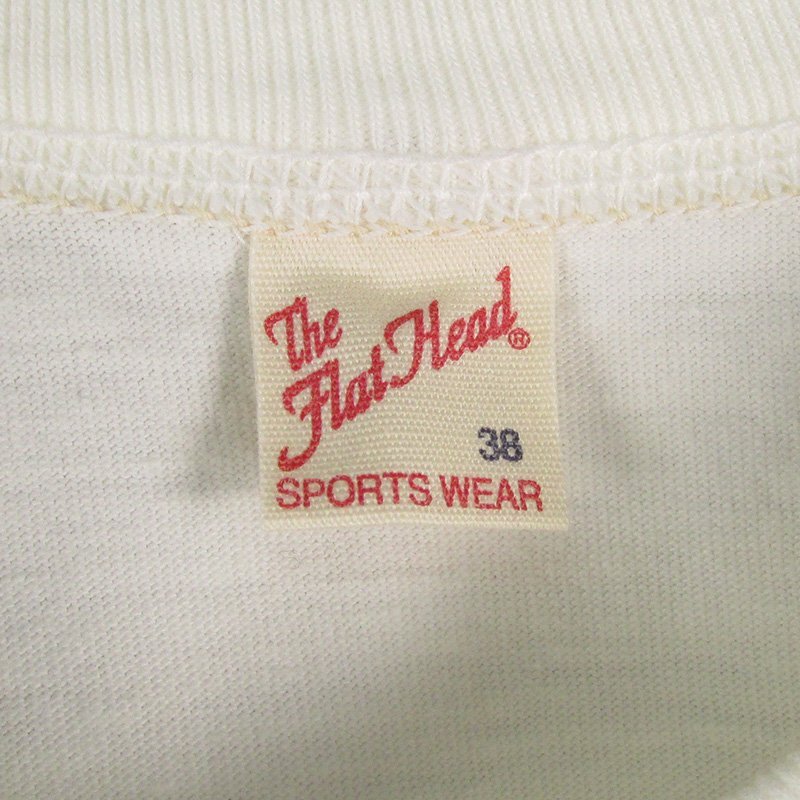 The
Flat Head®
38
SPORTS WEAR